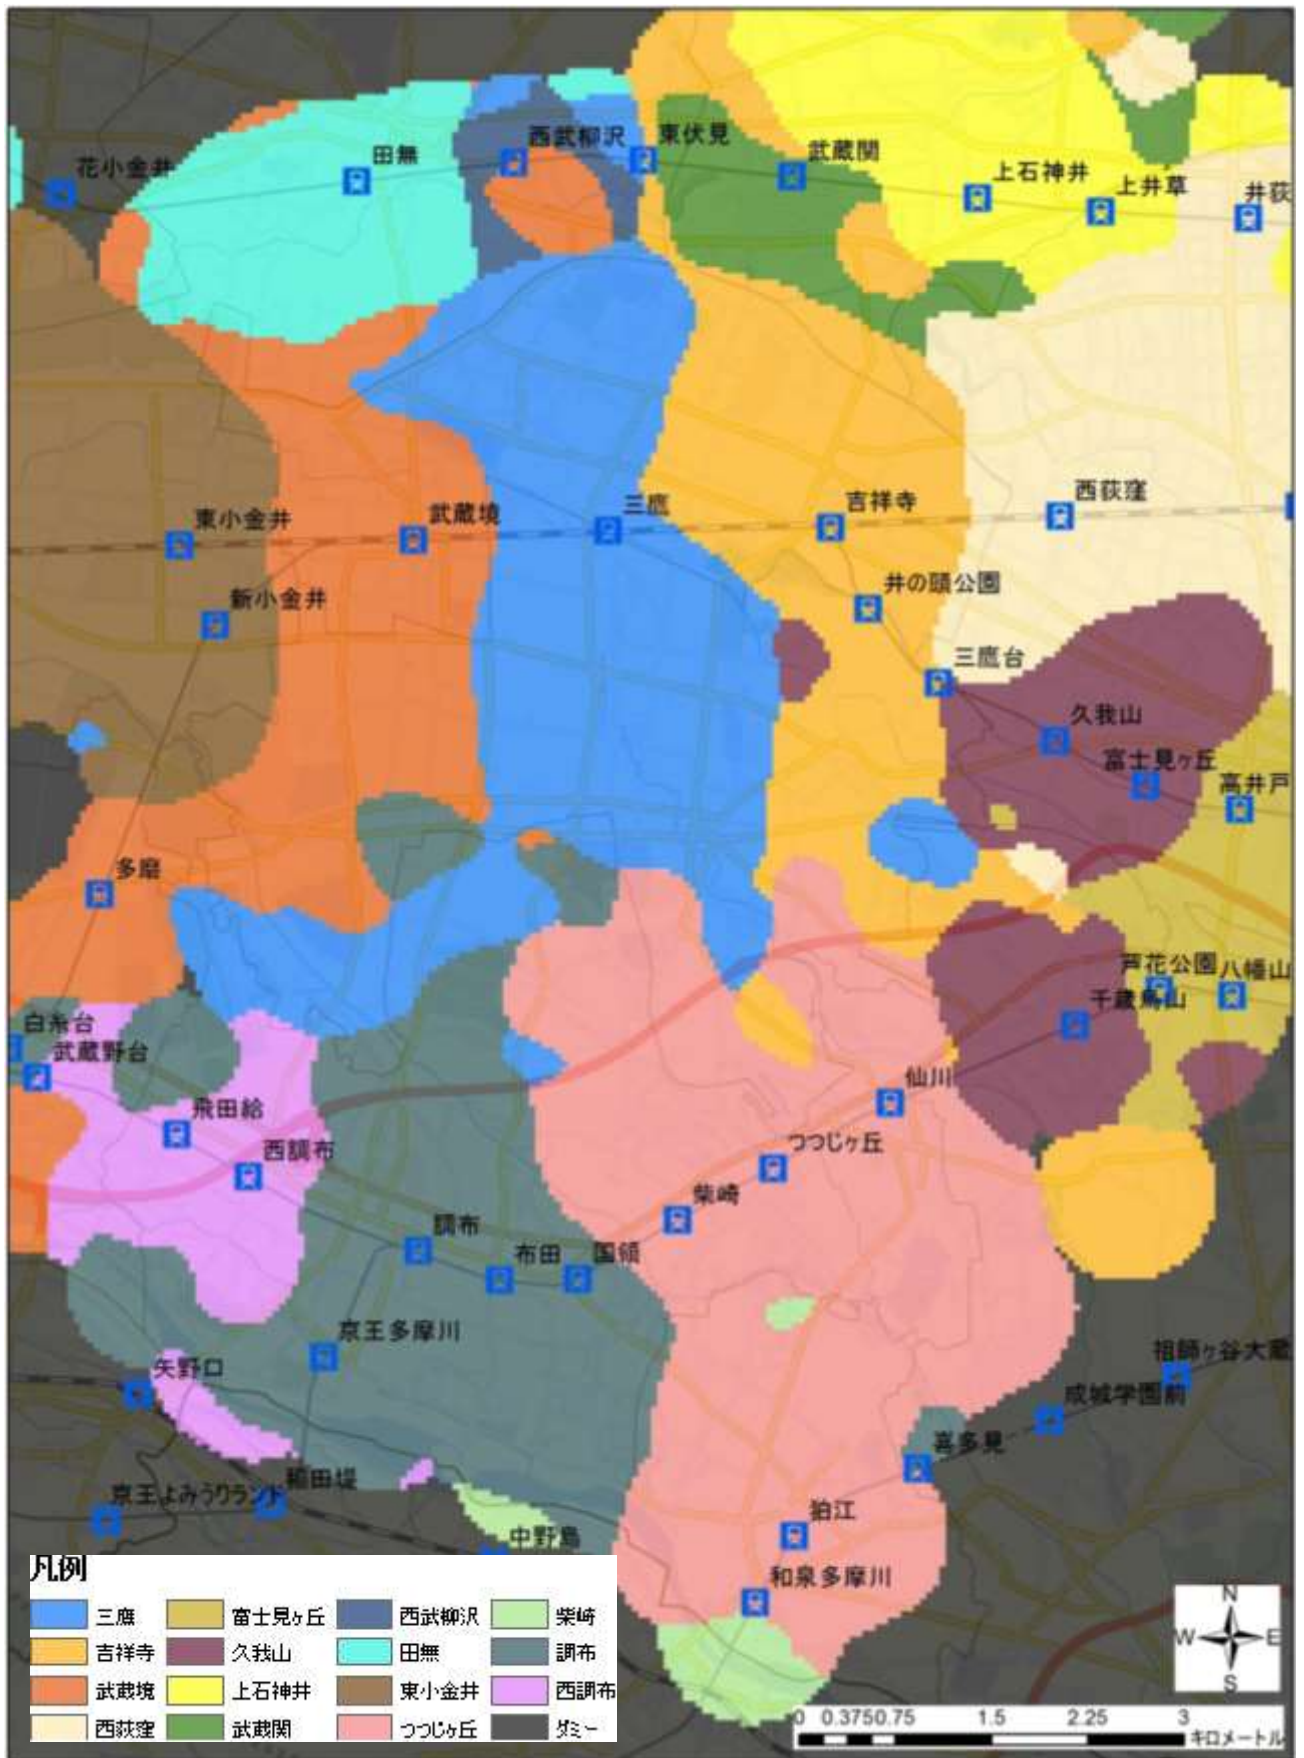 花小金井
田無
西武柳沢
東伏見
武蔵関
上石神井
上井草
井荻
東小金井
武蔵境
三鷹
吉祥寺
西荻窪
新小金井
井の頭公園
三鷹台
久我山
富士見ヶ丘
高井戸
多磨
芦花公園
八幡山
千歳烏山
白糸台
武蔵野台
飛田給
西調布
仙川
つつじヶ丘
柴崎
調布
布田
国領
京王多摩川
矢野口
祖師ヶ谷大蔵
成城学園前
喜多見
京王よみうりランド
稲田堤
狛江
中野島
和泉多摩川
凡例
三鷹 富士見ヶ丘 西武柳沢 柴崎
吉祥寺 久我山 田無 調布
武蔵境 上石神井 東小金井 西調布
西荻窪 武蔵関 つつじヶ丘 ダミー
N
W E
S
0 0.375 0.75 1.5 2.25 3
キロメートル